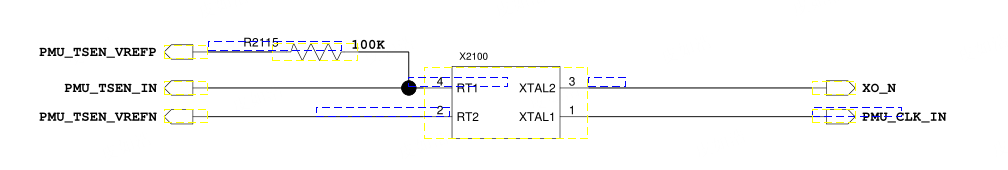 R2115 100K
PMU_TSEN_VREFP
X2100
PMU_TSEN_IN 4 RT1 XTAL2 3 XO_N
PMU_TSEN_VREFN 2 RT2 XTAL1 1 PMU_CLK_IN